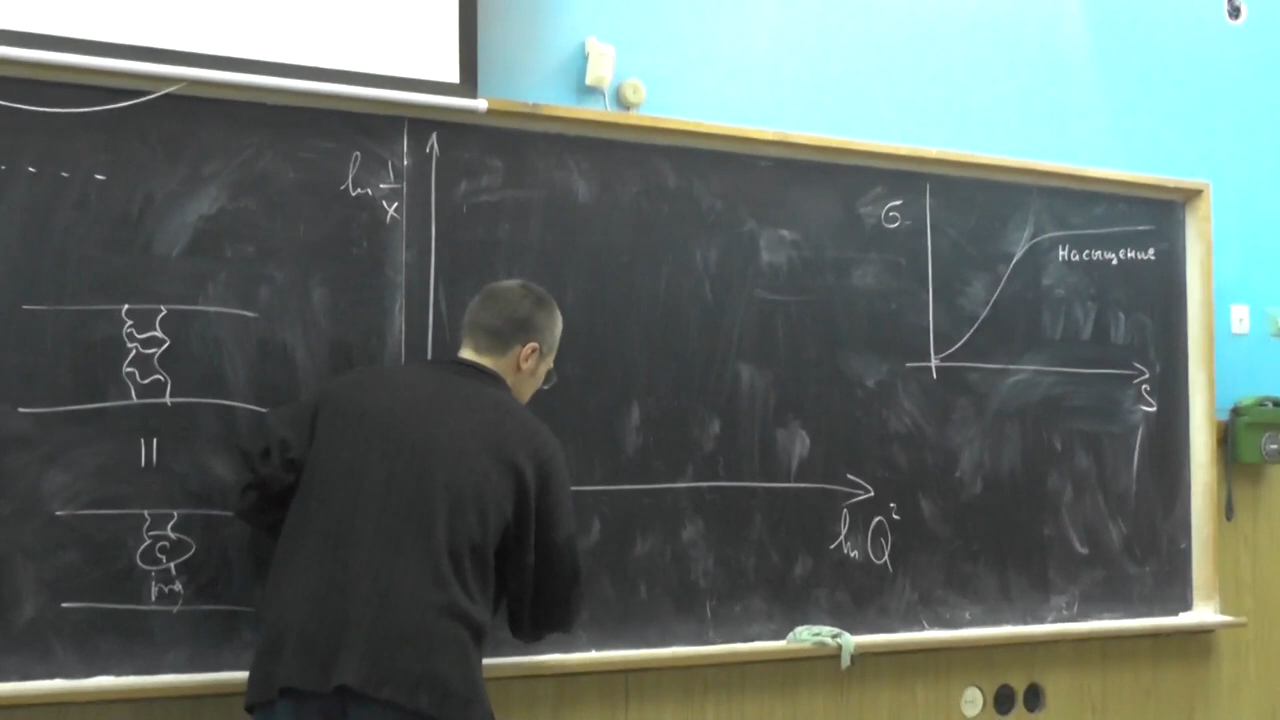 ln 1/x
σ
Насыщение
S
ln Q²
=
G